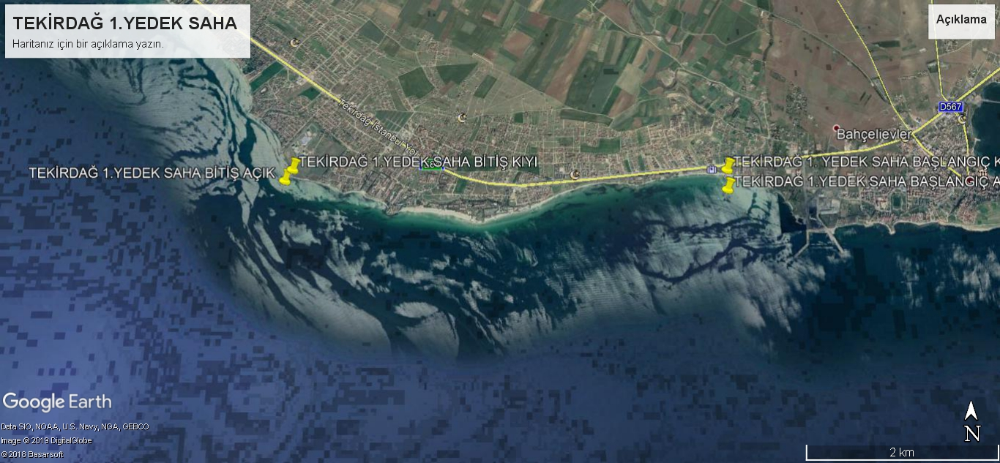 TEKİRDAĞ 1.YEDEK SAHA
Haritanız için bir açıklama yazın.
Açıklama
D567
Tekirdağ İstanbul YOl
Bahçelievler
TEKİRDAĞ 1.YEDEK SAHA BİTİŞ KIYI
TEKİRDAĞ 1. YEDEK SAHA BAŞLANGIÇ K
TEKİRDAĞ 1.YEDEK SAHA BİTİŞ AÇIK
TEKİRDAĞ 1.YEDEK SAHA BAŞLANGIÇ A
Google Earth
Data SIO, NOAA, U.S. Navy, NGA, GEBCO
Image © 2019 DigitalGlobe
© 2018 Basarsoft
N
2 km